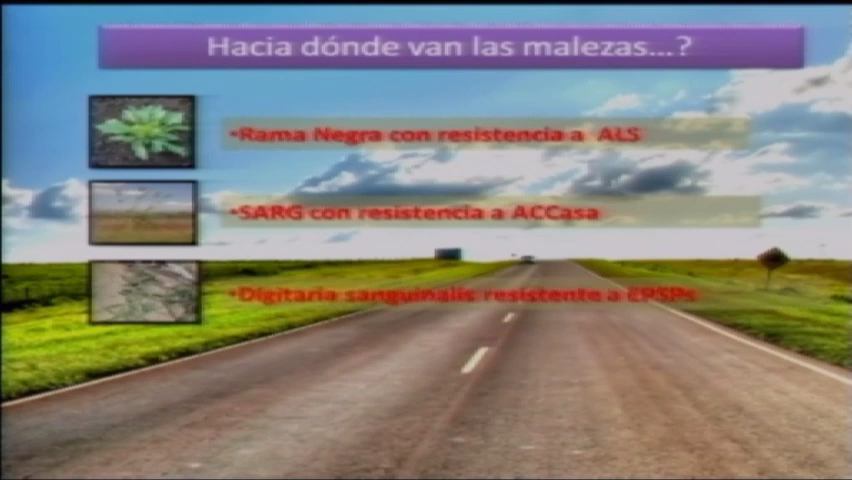 Hacia dónde van las malezas...?
•Rama Negra con resistencia a ALS
•SARG con resistencia a ACCasa
•Digitaria sanguinalis resistente a EPSPs